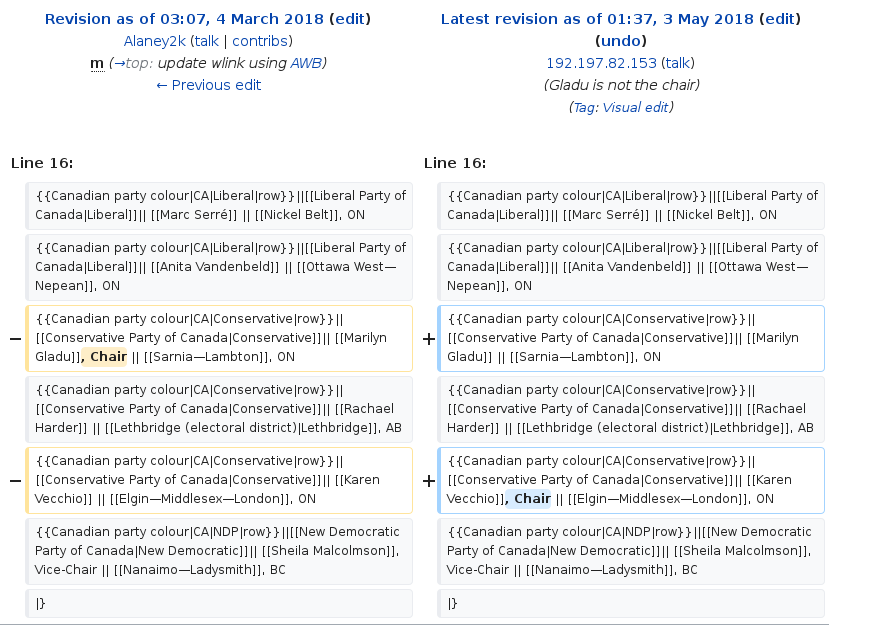 Revision as of 03:07, 4 March 2018 (edit)
Alaney2k (talk | contribs)
m (→top: update wlink using AWB)
← Previous edit
Latest revision as of 01:37, 3 May 2018 (edit)
(undo)
192.197.82.153 (talk)
(Gladu is not the chair)
(Tag: Visual edit)
Line 16:
Line 16:
{{Canadian party colour|CA|Liberal|row}}||[[Liberal Party of
Canada|Liberal]]|| [[Marc Serré]] || [[Nickel Belt]], ON
{{Canadian party colour|CA|Liberal|row}}||[[Liberal Party of
Canada|Liberal]]|| [[Marc Serré]] || [[Nickel Belt]], ON
{{Canadian party colour|CA|Liberal|row}}||[[Liberal Party of
Canada|Liberal]]|| [[Anita Vandenbeld]] || [[Ottawa West—
Nepean]], ON
{{Canadian party colour|CA|Liberal|row}}||[[Liberal Party of
Canada|Liberal]]|| [[Anita Vandenbeld]] || [[Ottawa West—
Nepean]], ON
− {{Canadian party colour|CA|Conservative|row}}||
[[Conservative Party of Canada|Conservative]]|| [[Marilyn
Gladu]], Chair || [[Sarnia—Lambton]], ON
+ {{Canadian party colour|CA|Conservative|row}}||
[[Conservative Party of Canada|Conservative]]|| [[Marilyn
Gladu]] || [[Sarnia—Lambton]], ON
{{Canadian party colour|CA|Conservative|row}}||
[[Conservative Party of Canada|Conservative]]|| [[Rachael
Harder]] || [[Lethbridge (electoral district)|Lethbridge]], AB
{{Canadian party colour|CA|Conservative|row}}||
[[Conservative Party of Canada|Conservative]]|| [[Rachael
Harder]] || [[Lethbridge (electoral district)|Lethbridge]], AB
− {{Canadian party colour|CA|Conservative|row}}||
[[Conservative Party of Canada|Conservative]]|| [[Karen
Vecchio]] || [[Elgin—Middlesex—London]], ON
+ {{Canadian party colour|CA|Conservative|row}}||
[[Conservative Party of Canada|Conservative]]|| [[Karen
Vecchio]], Chair || [[Elgin—Middlesex—London]], ON
{{Canadian party colour|CA|NDP|row}}||[[New Democratic
Party of Canada|New Democratic]]|| [[Sheila Malcolmson]],
Vice-Chair || [[Nanaimo—Ladysmith]], BC
{{Canadian party colour|CA|NDP|row}}||[[New Democratic
Party of Canada|New Democratic]]|| [[Sheila Malcolmson]],
Vice-Chair || [[Nanaimo—Ladysmith]], BC
|}
|}